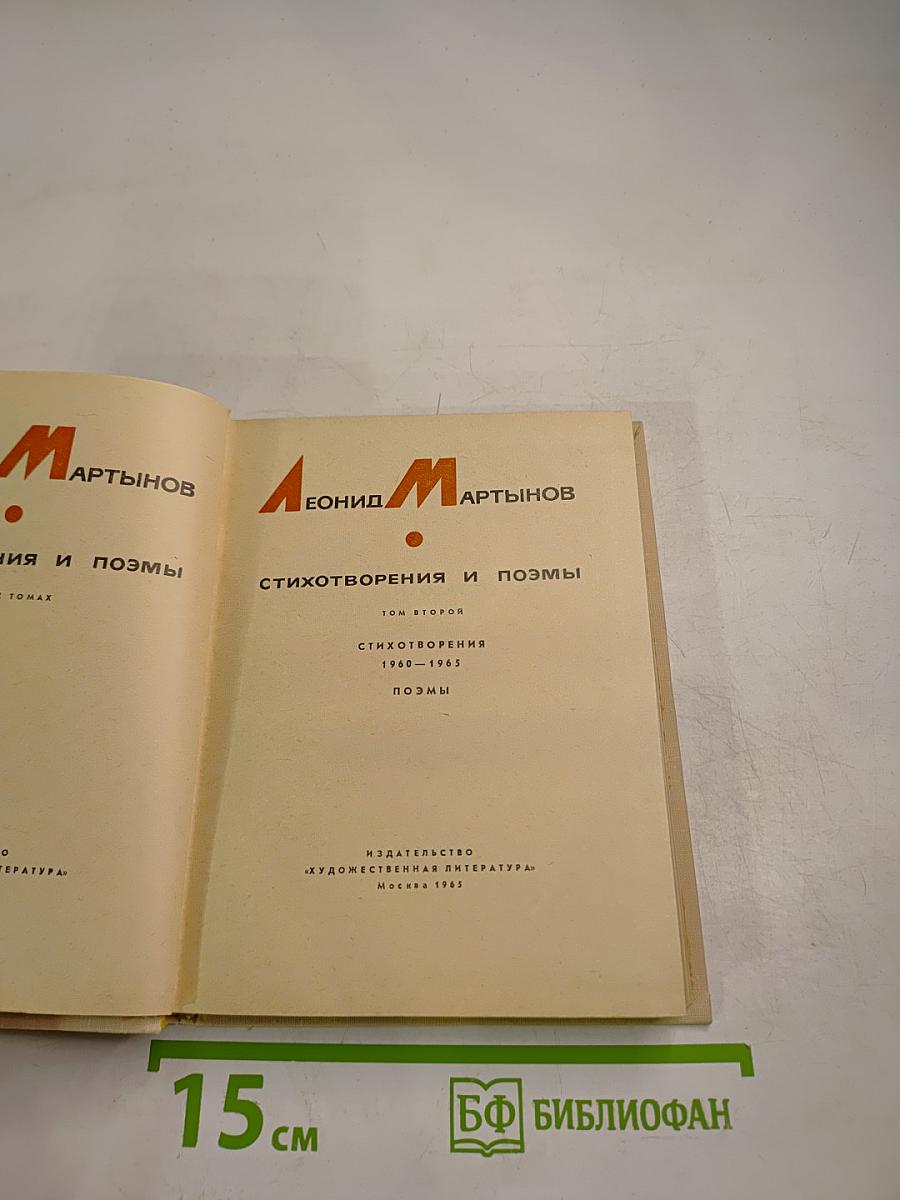 МАРТЫНОВ
И ПОЭМЫ
ТОМАХ
ЛЕОНИД МАРТЫНОВ
СТИХОТВОРЕНИЯ И ПОЭМЫ
ТОМ ВТОРОЙ
СТИХОТВОРЕНИЯ
1960—1965
ПОЭМЫ
ИЗДАТЕЛЬСТВО
«ХУДОЖЕСТВЕННАЯ ЛИТЕРАТУРА»
Москва 1965
15 см
БФ БИБЛИОФАН